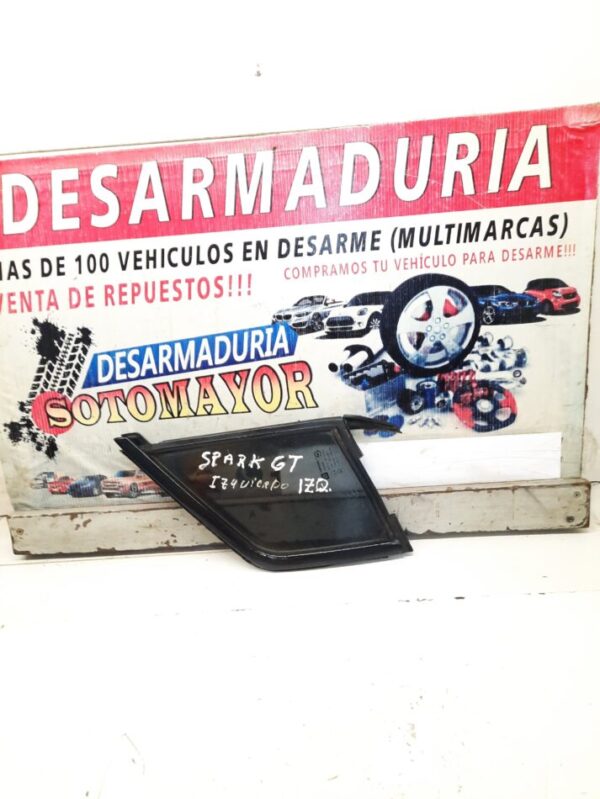 DESARMADURIA
MAS DE 100 VEHICULOS EN DESARME (MULTIMARCAS)
VENTA DE REPUESTOS!!!
COMPRAMOS TU VEHÍCULO PARA DESARME!!!
DESARMADURIA
SOTOMAYOR
SPARK GT
IZQUIERDO IZQ.